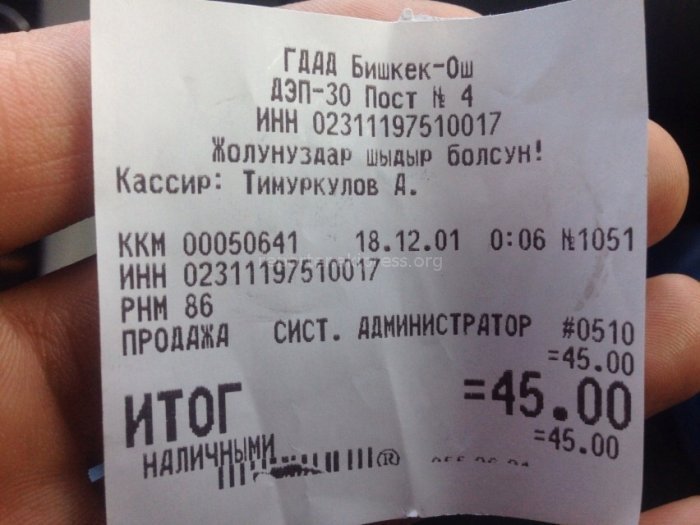 ГДАД Бишкек-Ош
ДЭП-30 Пост № 4
ИНН 02311197510017
Жолунуздар шыдыр болсун!
Кассир: Тимуркулов А.
ККМ 00050641 18.12.01 0:06 №1051
ИНН 02311197510017
РНМ 86
ПРОДАЖА СИСТ. АДМИНИСТРАТОР #0510
=45.00
ИТОГ =45.00
НАЛИЧНЫМИ =45.00